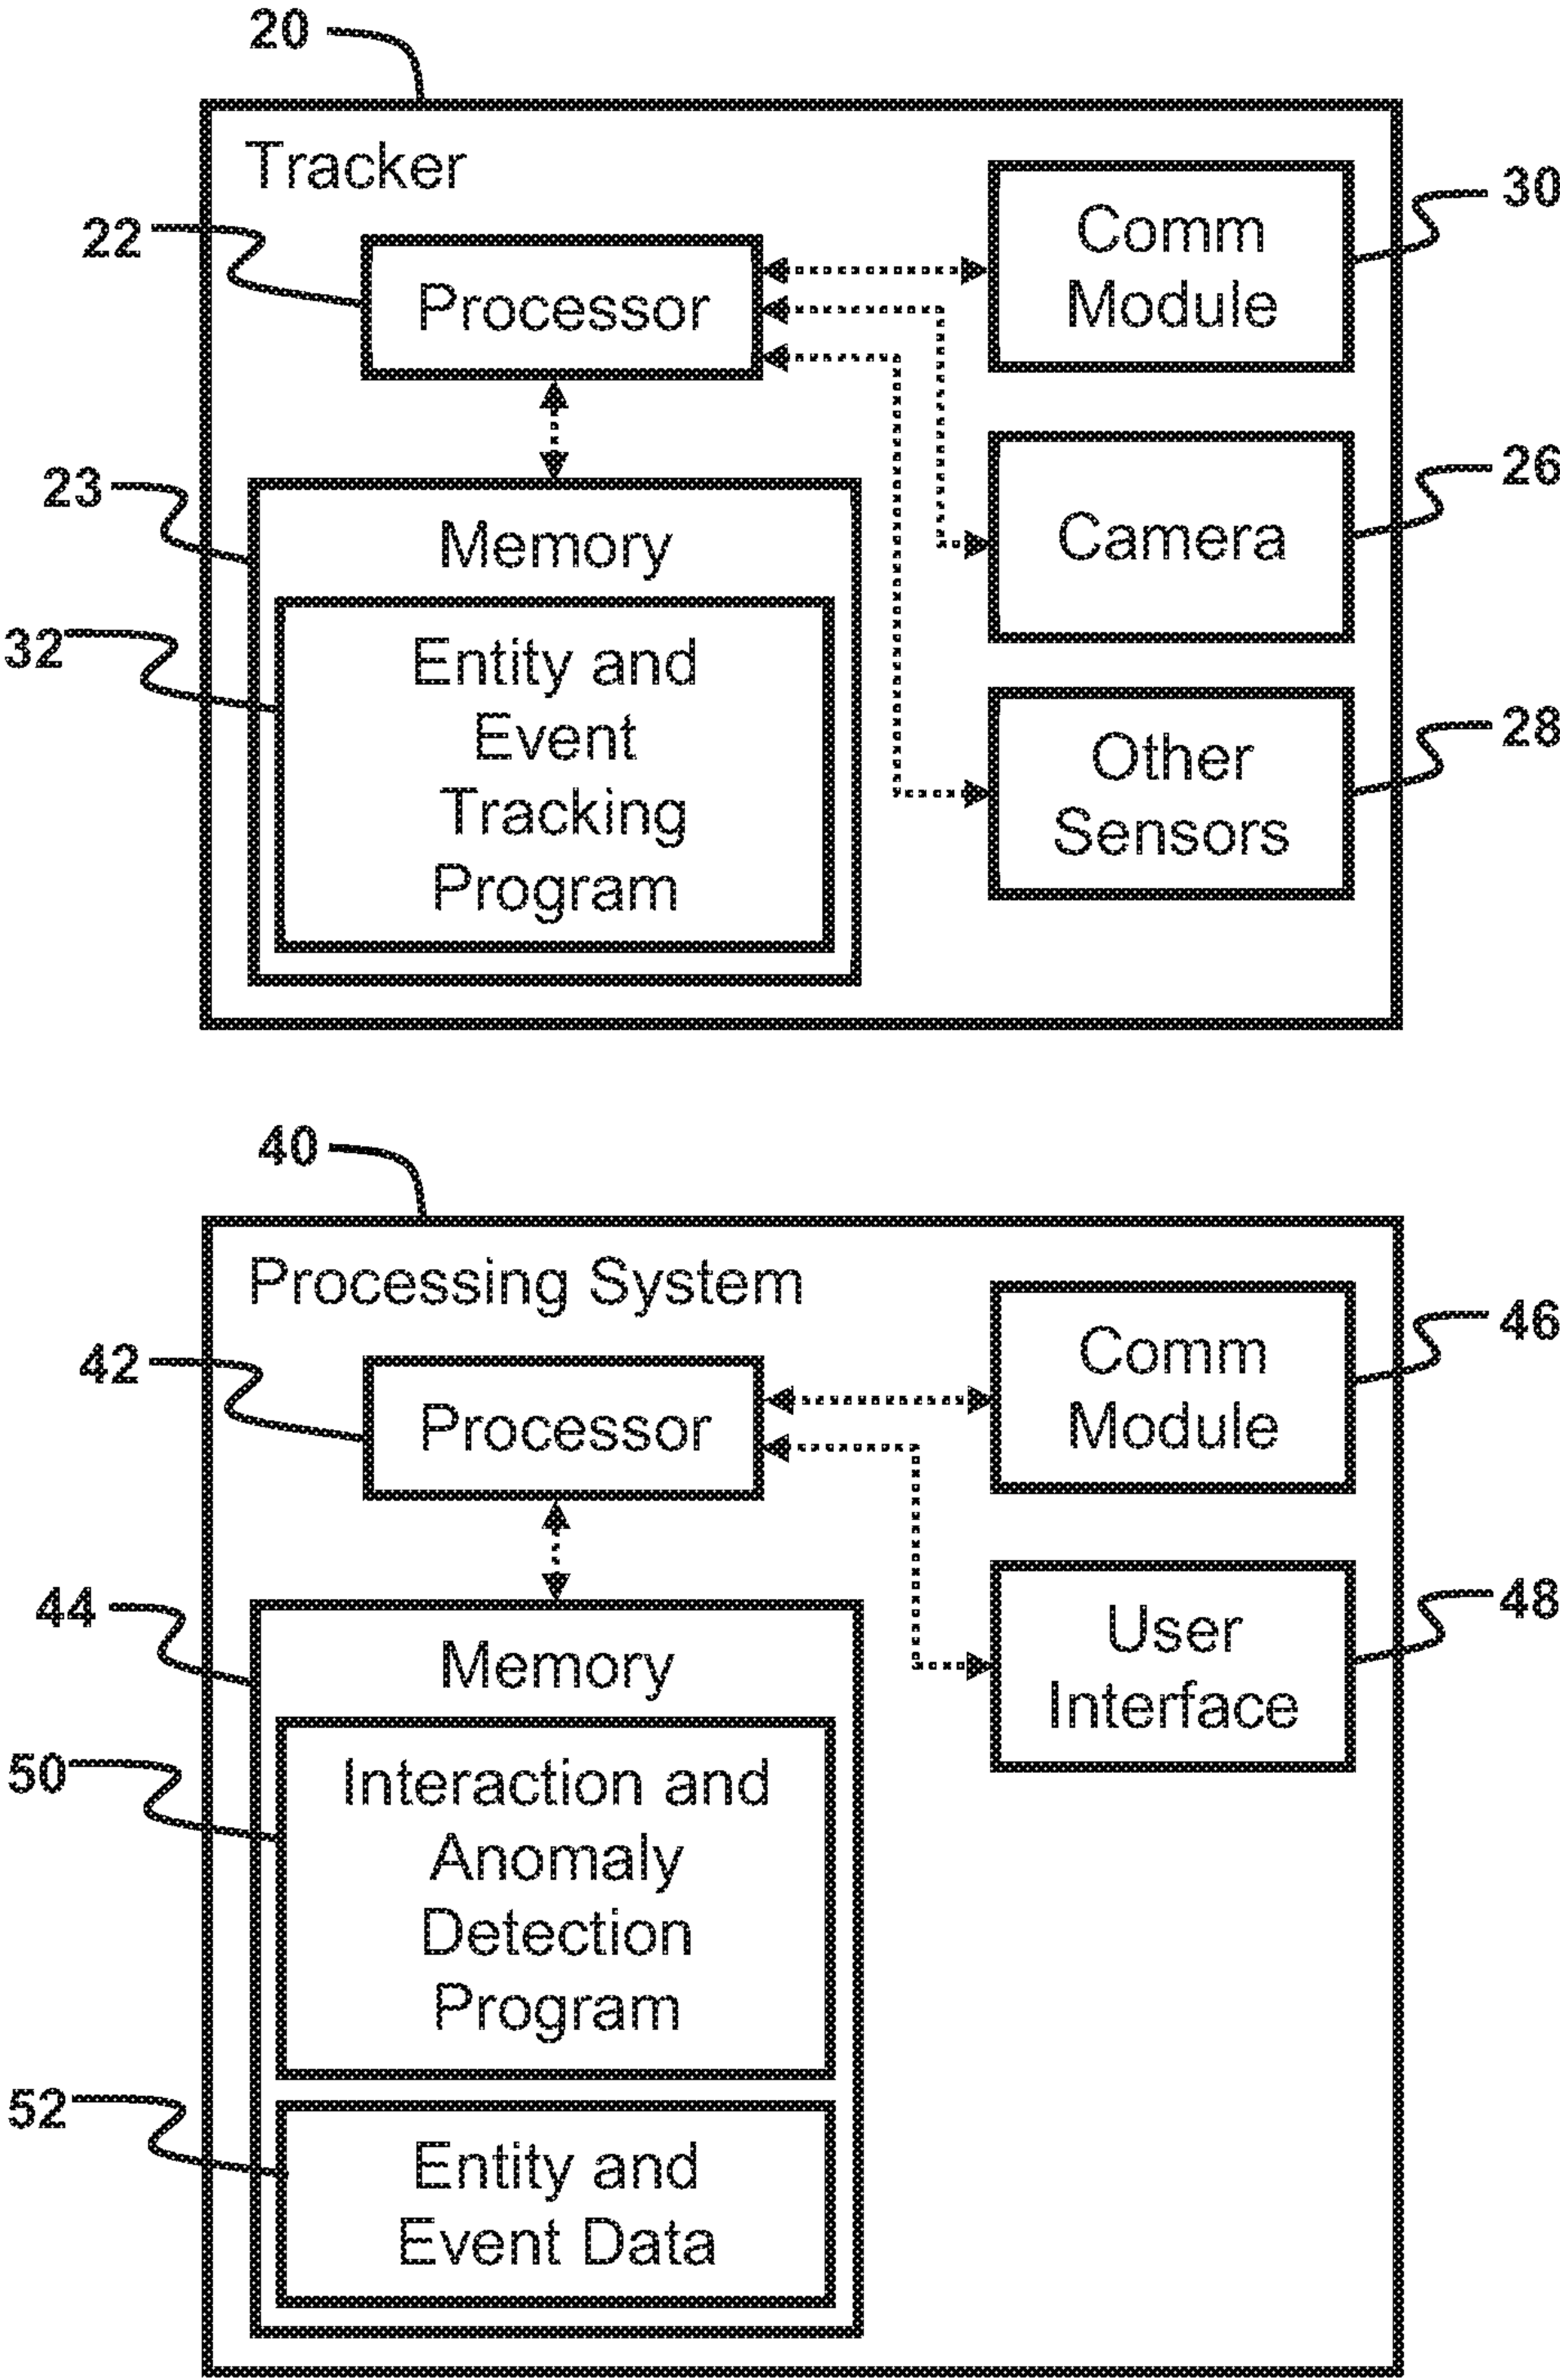 20
Tracker
30
Comm
Module
22
Processor
23
Memory
26
Camera
32
Entity and
Event
Tracking
Program
28
Other
Sensors
40
Processing System
46
Comm
Module
42
Processor
44
Memory
48
User
Interface
50
Interaction and
Anomaly
Detection
Program
52
Entity and
Event Data